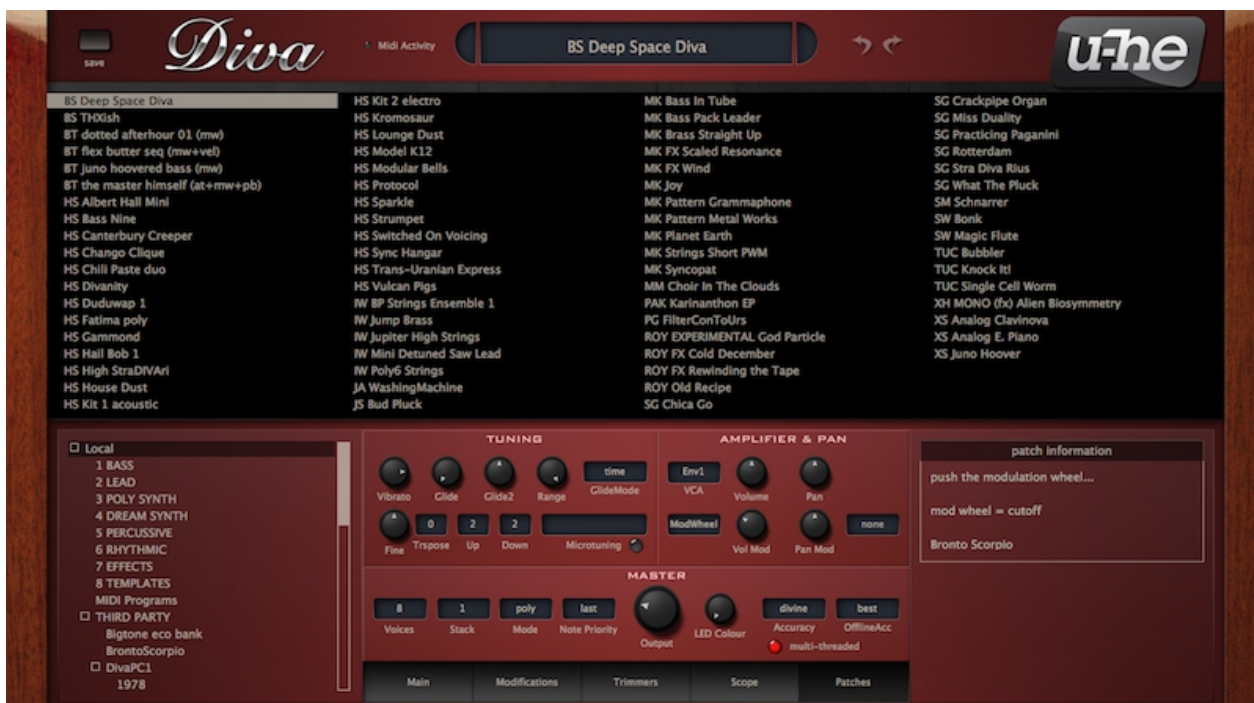 save
Diva
Midi Activity
BS Deep Space Diva
u-he
BS Deep Space Diva
BS THXish
BT dotted afterhour 01 (mw)
BT flex butter seq (mw+vel)
BT juno hoovered bass (mw)
BT the master himself (at+mw+pb)
HS Albert Hall Mini
HS Bass Nine
HS Canterbury Creeper
HS Chango Clique
HS Chili Paste duo
HS Divanity
HS Duduwap 1
HS Fatima poly
HS Gammond
HS Hail Bob 1
HS High StraDIVAri
HS House Dust
HS Kit 1 acoustic
HS Kit 2 electro
HS Kromosaur
HS Lounge Dust
HS Model K12
HS Modular Bells
HS Protocol
HS Sparkle
HS Strumpet
HS Switched On Voicing
HS Sync Hangar
HS Trans-Uranian Express
HS Vulcan Pigs
IW BP Strings Ensemble 1
IW Jump Brass
IW Jupiter High Strings
IW Mini Detuned Saw Lead
IW Poly6 Strings
JA WashingMachine
JS Bud Pluck
MK Bass In Tube
MK Bass Pack Leader
MK Brass Straight Up
MK FX Scaled Resonance
MK FX Wind
MK Joy
MK Pattern Grammaphone
MK Pattern Metal Works
MK Planet Earth
MK Strings Short PWM
MK Syncopat
MM Choir In The Clouds
PAK Karinanthon EP
PG FilterConToUrs
ROY EXPERIMENTAL God Particle
ROY FX Cold December
ROY FX Rewinding the Tape
ROY Old Recipe
SG Chica Go
SG Crackpipe Organ
SG Miss Duality
SG Practicing Paganini
SG Rotterdam
SG Stra Diva Rius
SG What The Pluck
SM Schnarrer
SW Bonk
SW Magic Flute
TUC Bubbler
TUC Knock It!
TUC Single Cell Worm
XH MONO (fx) Alien Biosymmetry
XS Analog Clavinova
XS Analog E. Piano
XS Juno Hoover
Local
1 BASS
2 LEAD
3 POLY SYNTH
4 DREAM SYNTH
5 PERCUSSIVE
6 RHYTHMIC
7 EFFECTS
8 TEMPLATES
MIDI Programs
THIRD PARTY
Bigtone eco bank
BrontoScorpio
DivaPC1
1978
TUNING
time
Vibrato Glide Glide2 Range GlideMode
0 2 2
Fine Trspose Up Down Microtuning
AMPLIFIER & PAN
Env1
VCA Volume Pan
ModWheel none
Vol Mod Pan Mod
MASTER
8 1 poly last divine best
Voices Stack Mode Note Priority Output LED Colour Accuracy OfflineAcc
multi-threaded
Main Modifications Trimmers Scope Patches
patch information
push the modulation wheel...
mod wheel = cutoff
Bronto Scorpio